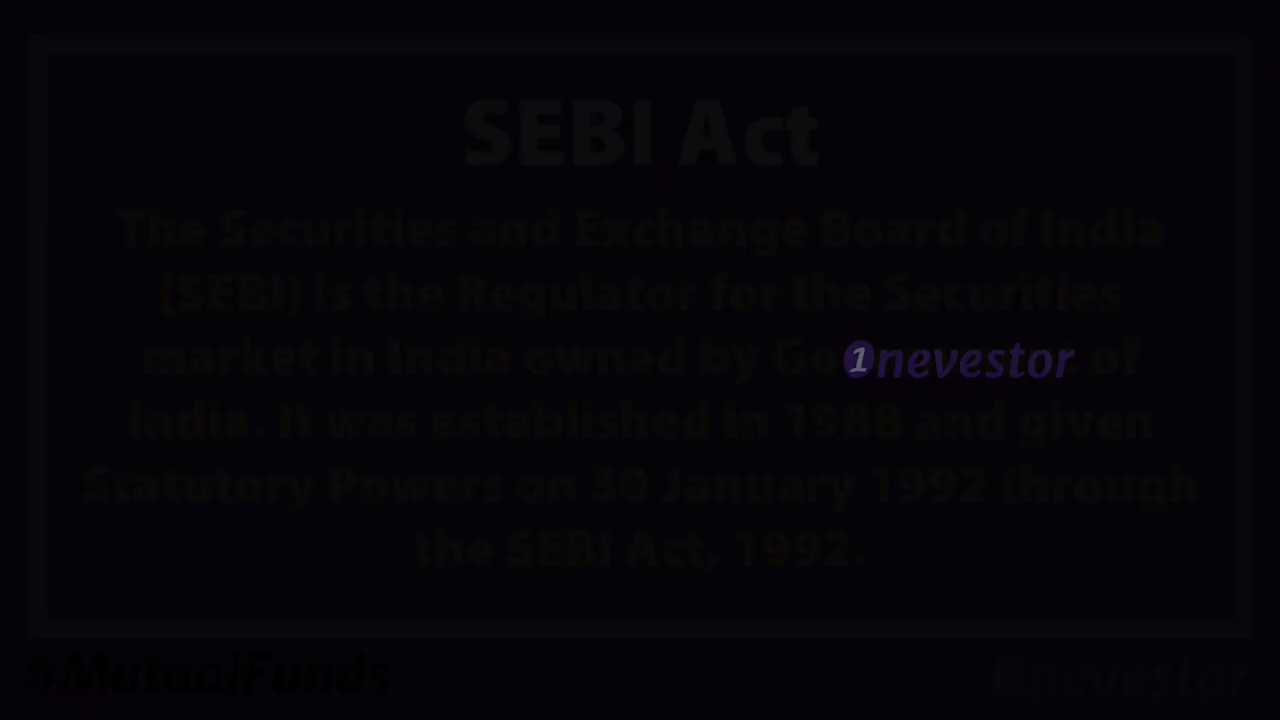 SEBI Act
The Securities and Exchange Board of India
(SEBI) is the Regulator for the Securities
market in India owned by of
1nevestor
India. It was established in 1988 and given
Statutory Powers on 30 January 1992 through
the SEBI Act, 1992.
#MutualFunds
0nevestor